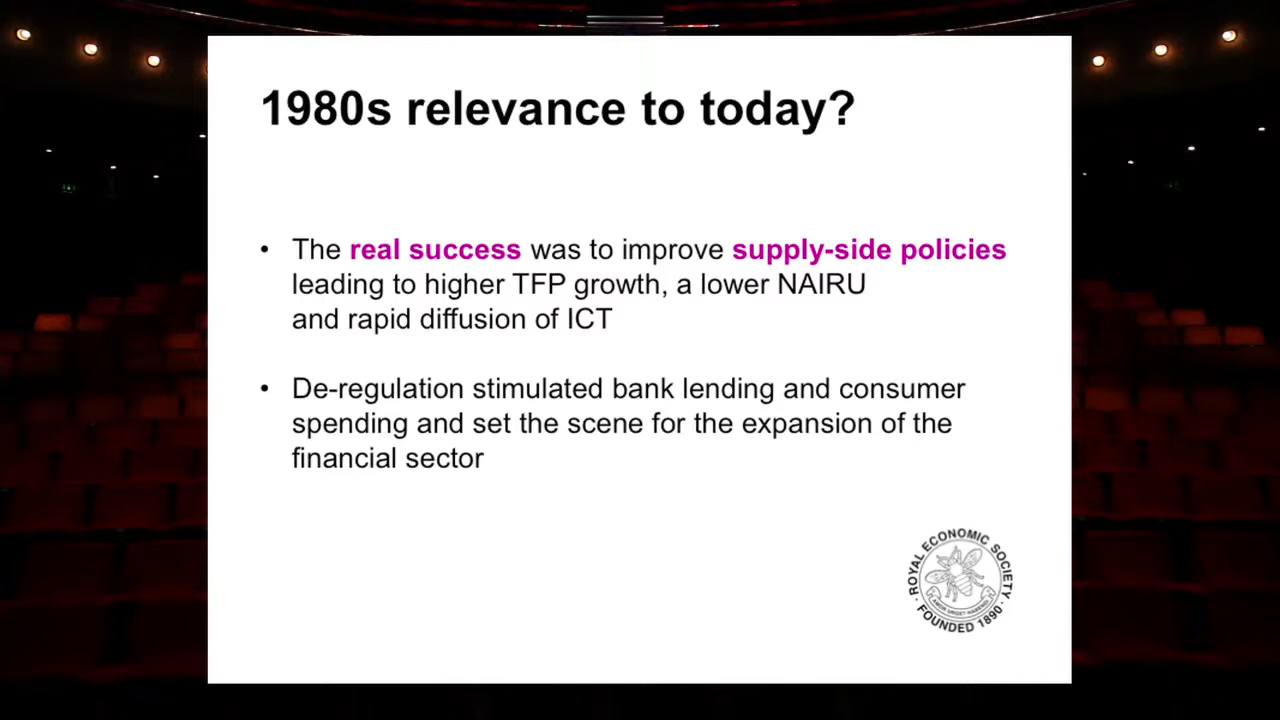 1980s relevance to today?
• The real success was to improve supply-side policies
leading to higher TFP growth, a lower NAIRU
and rapid diffusion of ICT
• De-regulation stimulated bank lending and consumer
spending and set the scene for the expansion of the
financial sector
ROYAL ECONOMIC SOCIETY
· FOUNDED 1890 ·